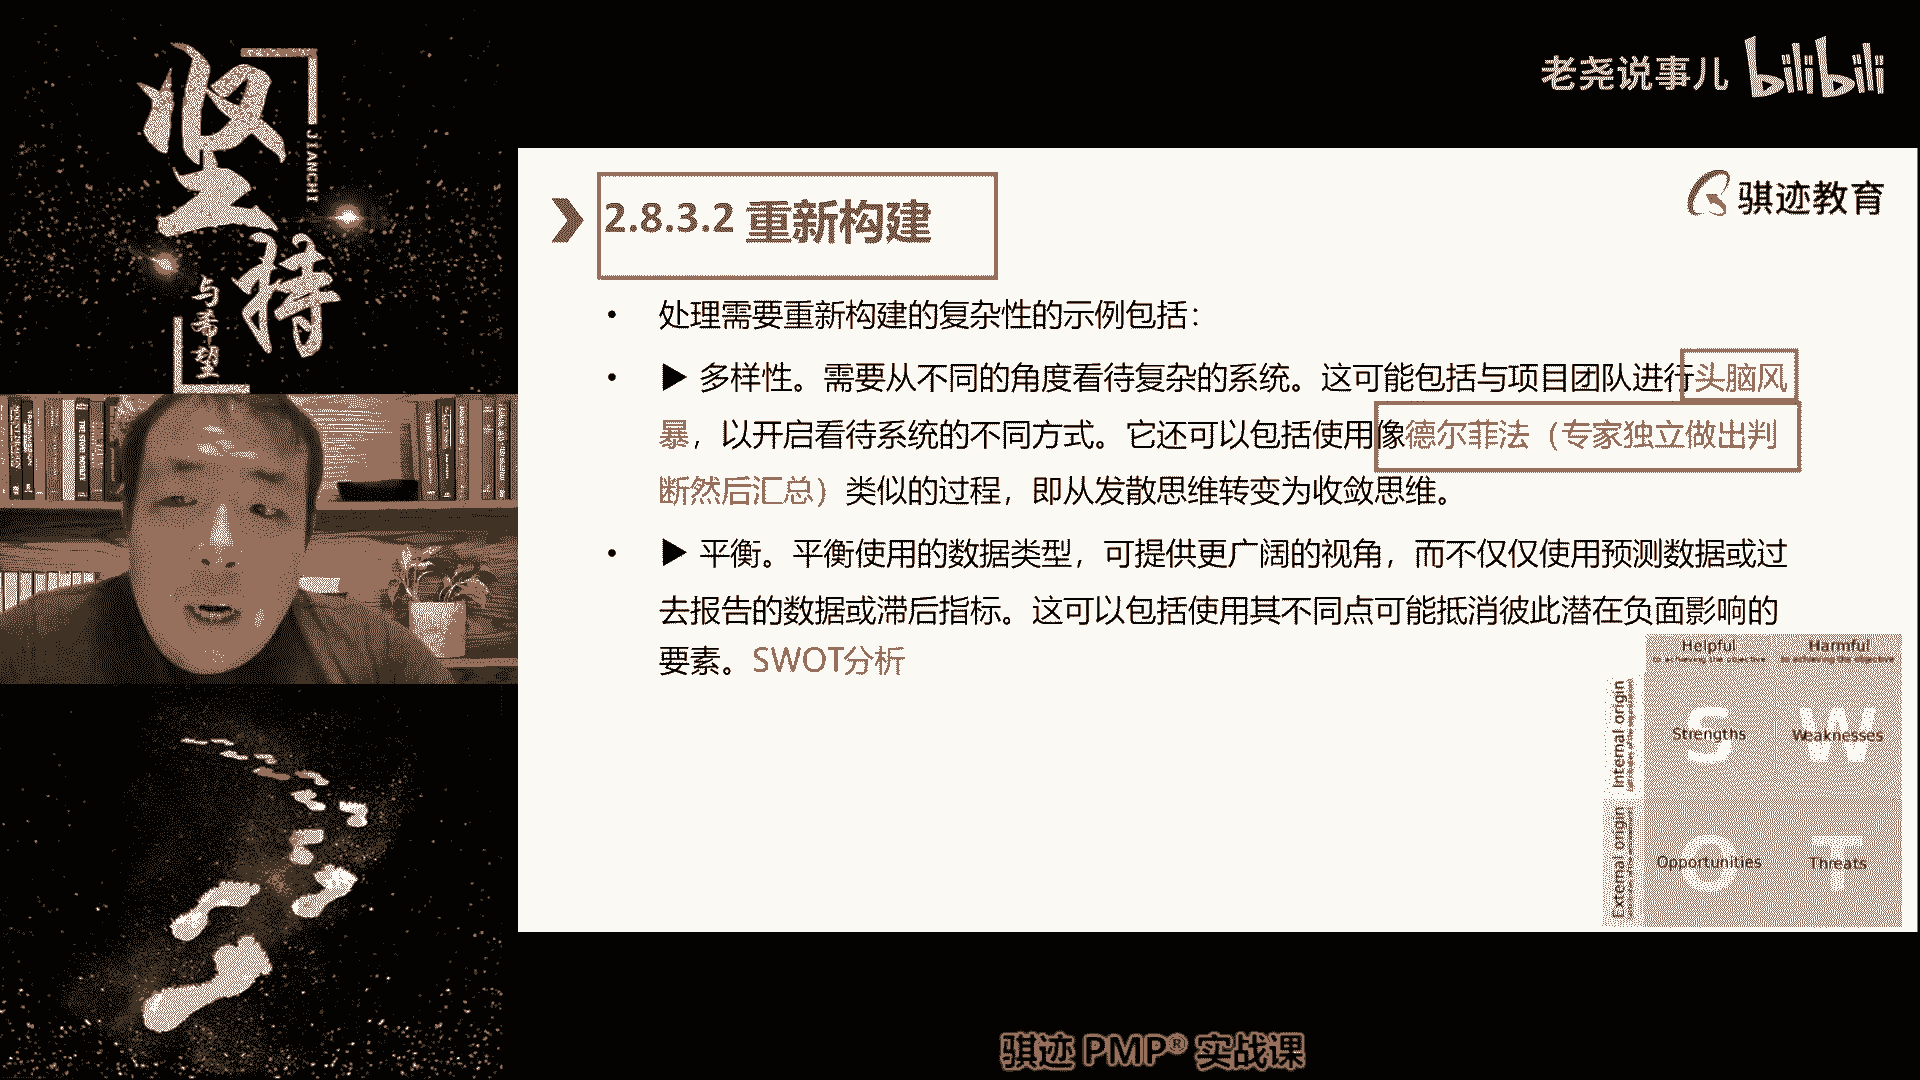 坚持
JIANCHI
与希望
老尧说事儿 bilibili
骐迹教育
2.8.3.2 重新构建
• 处理需要重新构建的复杂性的示例包括：
• ▶ 多样性。需要从不同的角度看待复杂的系统。这可能包括与项目团队进行头脑风
暴，以开启看待系统的不同方式。它还可以包括使用像德尔菲法（专家独立做出判
断然后汇总）类似的过程，即从发散思维转变为收敛思维。
• ▶ 平衡。平衡使用的数据类型，可提供更广阔的视角，而不仅仅使用预测数据或过
去报告的数据或滞后指标。这可以包括使用其不同点可能抵消彼此潜在负面影响的
要素。SWOT分析
Helpful
to achieving the objective
Harmful
to achieving the objective
Internal origin
Strengths
Weaknesses
External origin
Opportunities
Threats
S
W
O
T
骐迹 PMP® 实战课